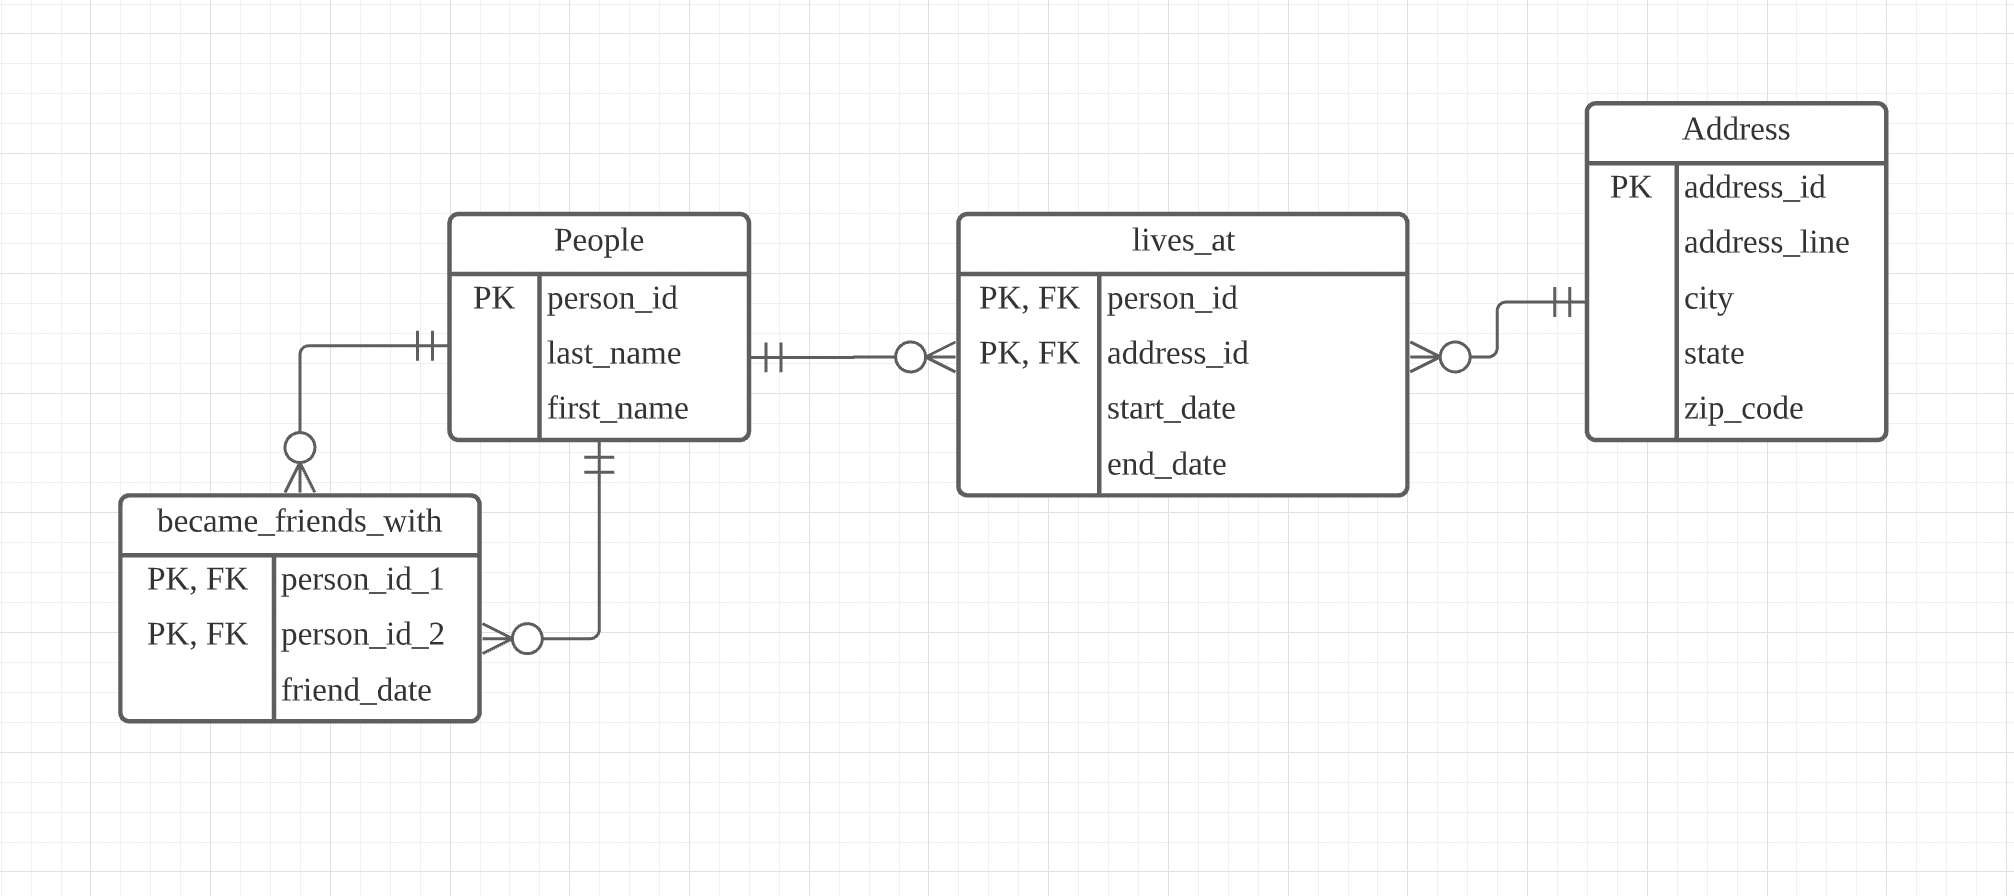 People
PK person_id
last_name
first_name
became_friends_with
PK, FK person_id_1
PK, FK person_id_2
friend_date
lives_at
PK, FK person_id
PK, FK address_id
start_date
end_date
Address
PK address_id
address_line
city
state
zip_code